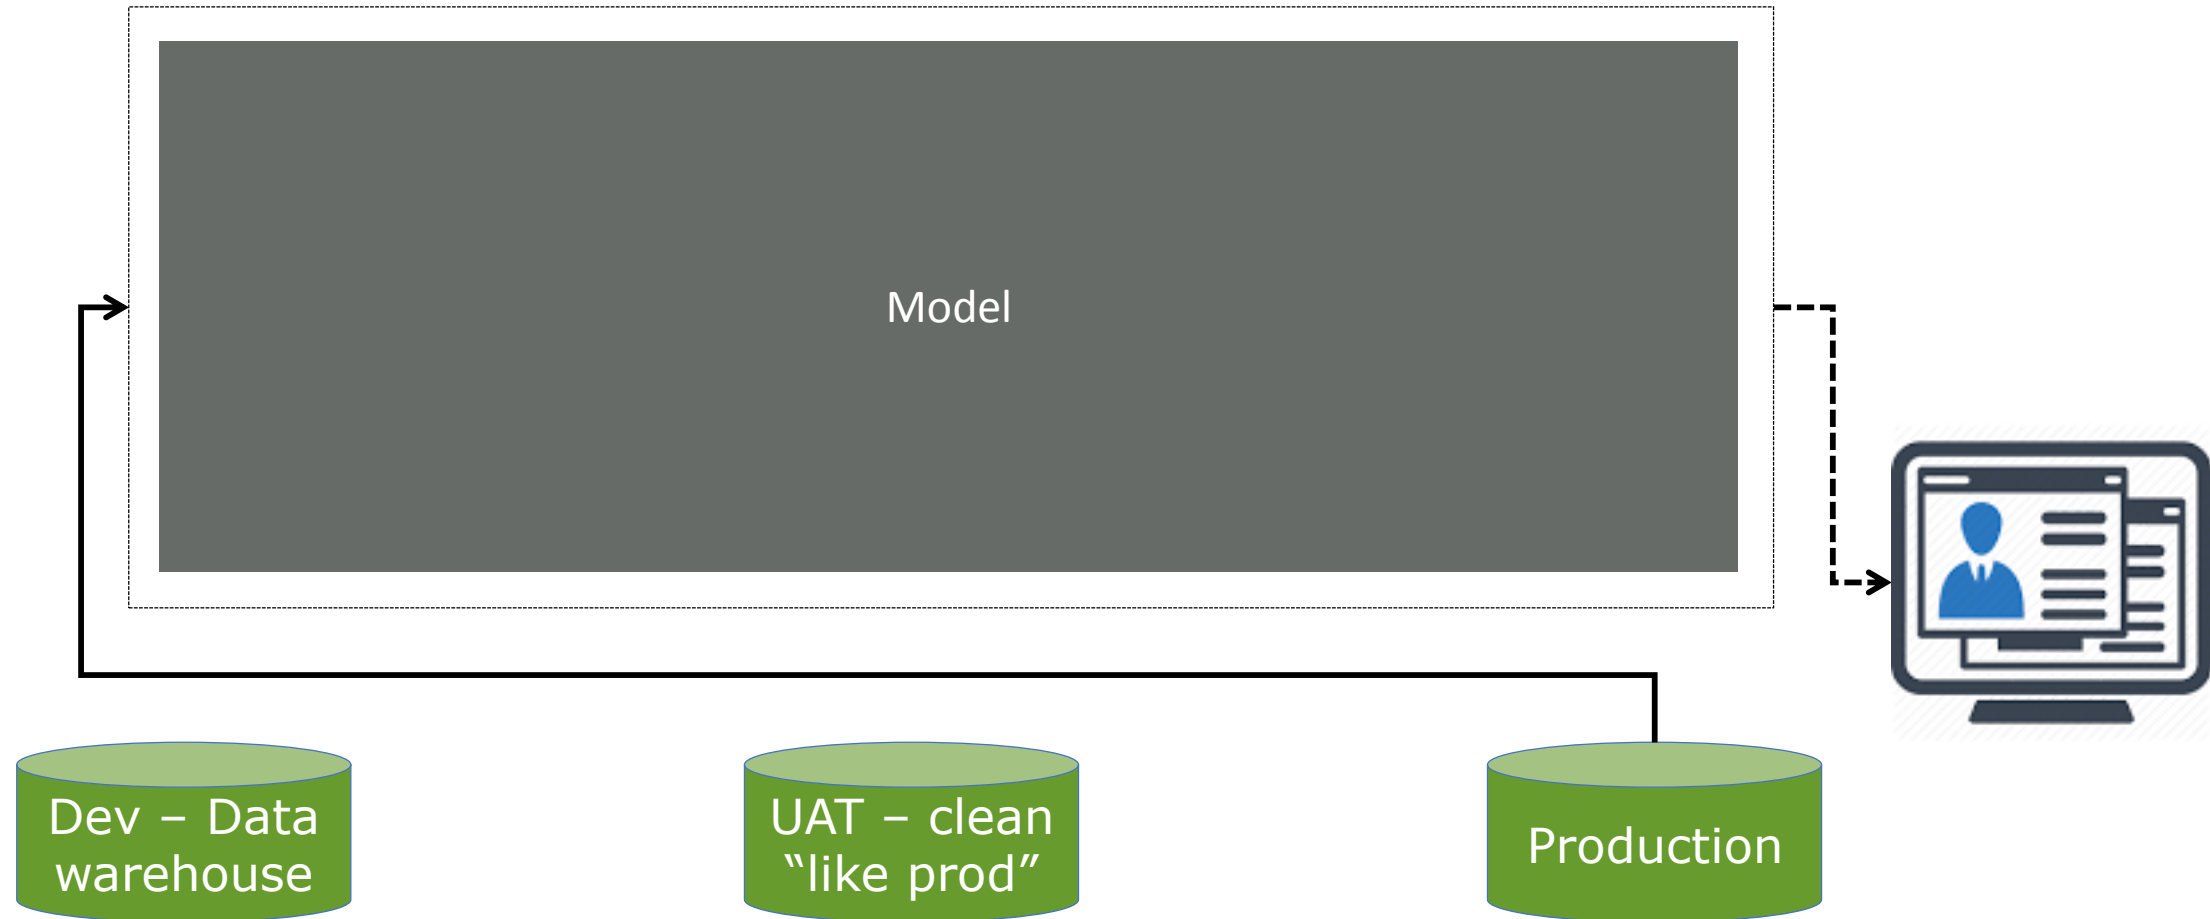 Model
Dev – Data
warehouse
UAT – clean
“like prod”
Production